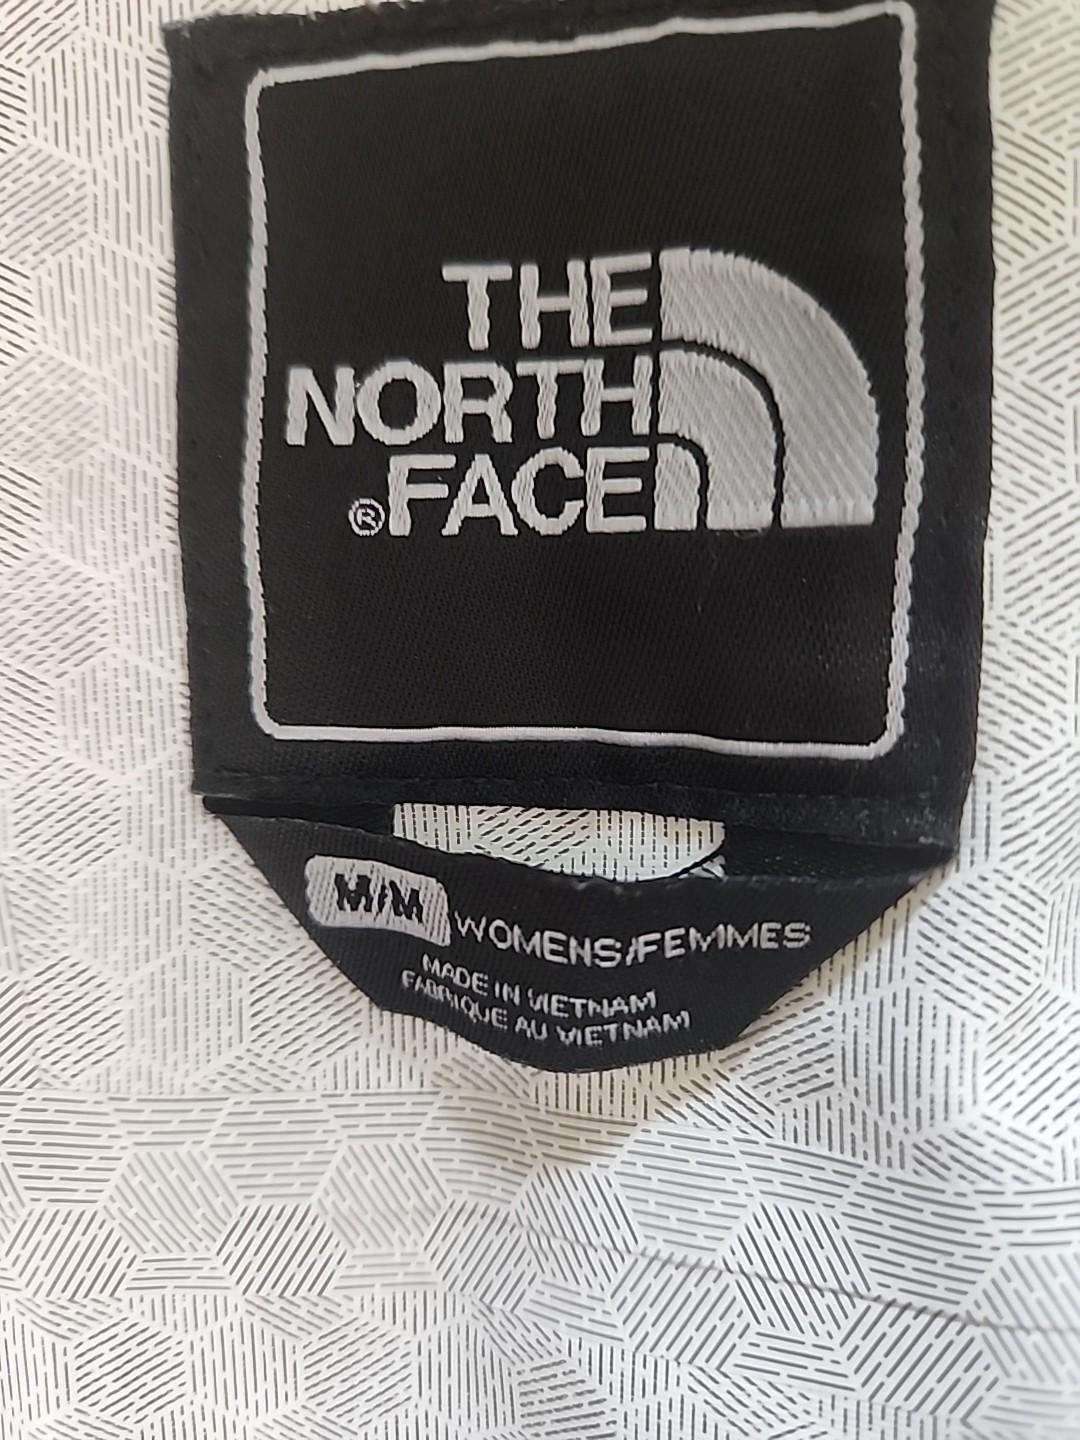 THE
NORTH
®FACE
M/M WOMENS/FEMMES
MADE IN VIETNAM
FABRIQUE AU VIETNAM